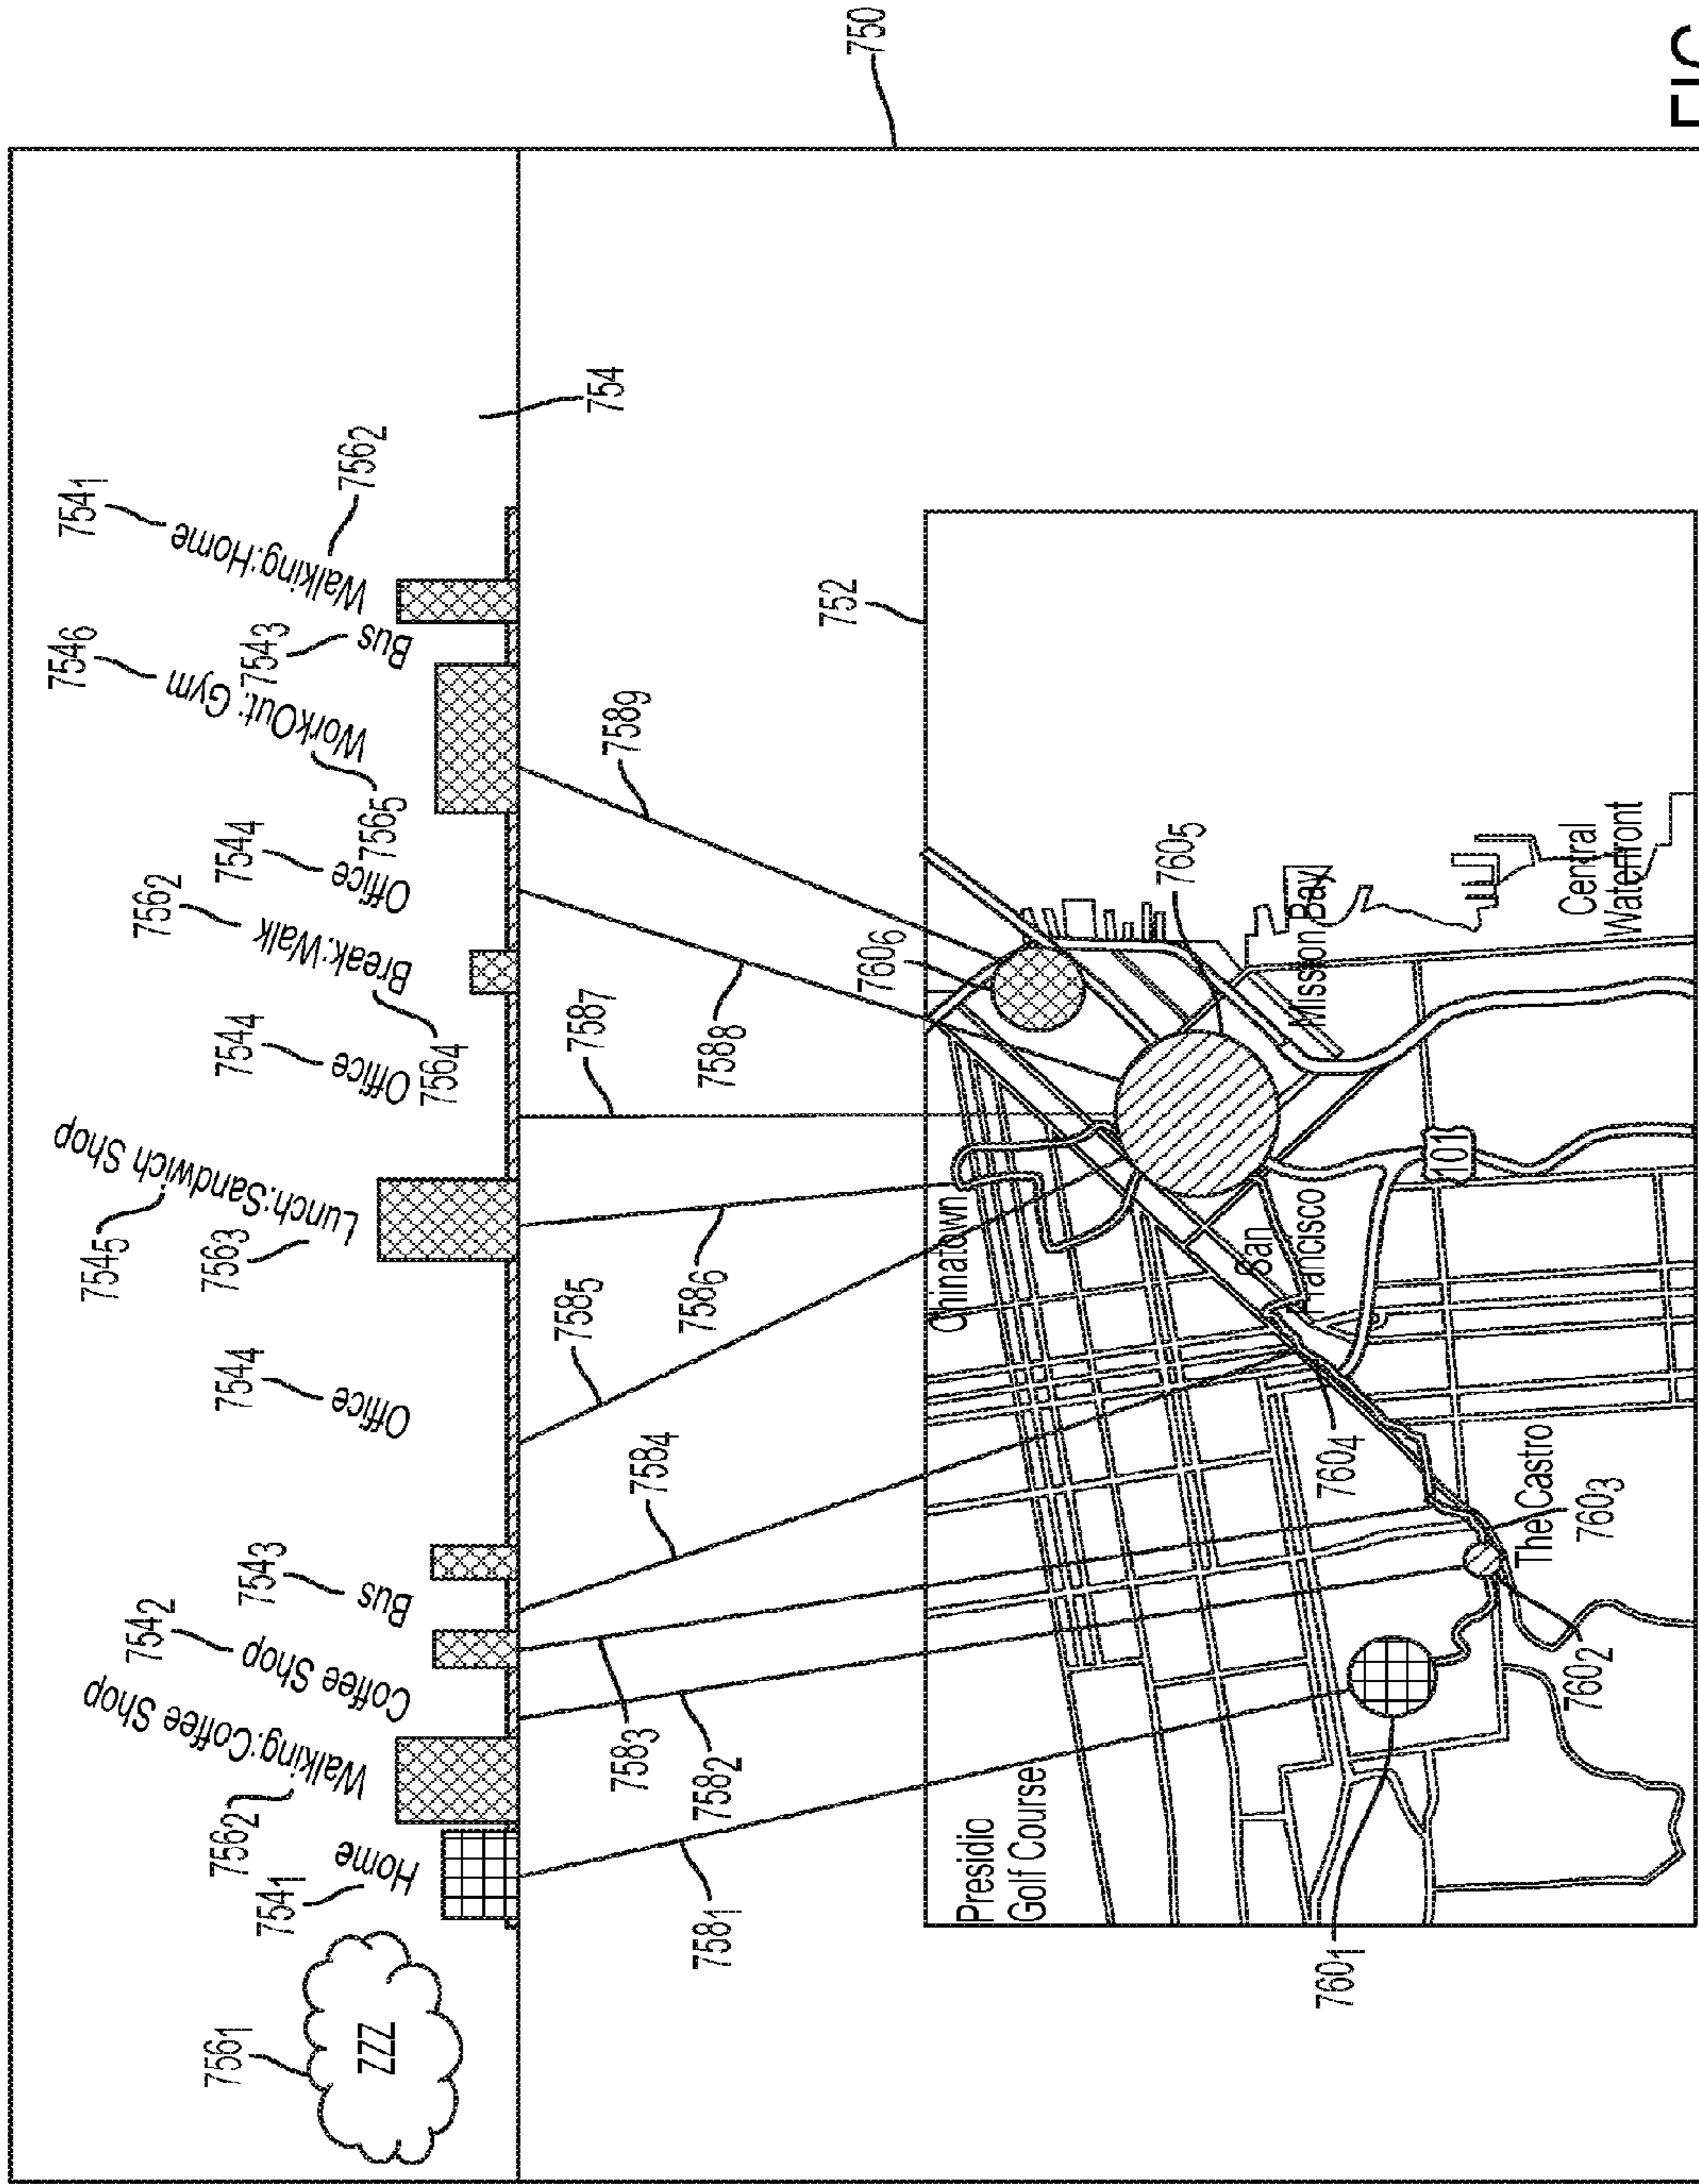 756₁
ZZZ
754₁
Home
756₂
Walking:Coffee Shop
754₂
Coffee Shop
754₃
Bus
754₄
Office
754₅
756₃
Lunch:Sandwich Shop
754₄
Office
756₂
Break:Walk
756₄
754₄
Office
756₅
754₆
WorkOut: Gym
754₃
Bus
754₁
Walking:Home
756₂
754
750
758₁
758₂
758₃
758₄
758₅
758₆
758₇
758₈
758₉
752
Presidio
Golf Course
Chinatown
760₆
760₅
760₁
760₂
760₃
760₄
The Castro
San
Francisco
101
Mission Bay
Central
Waterfront
FIG